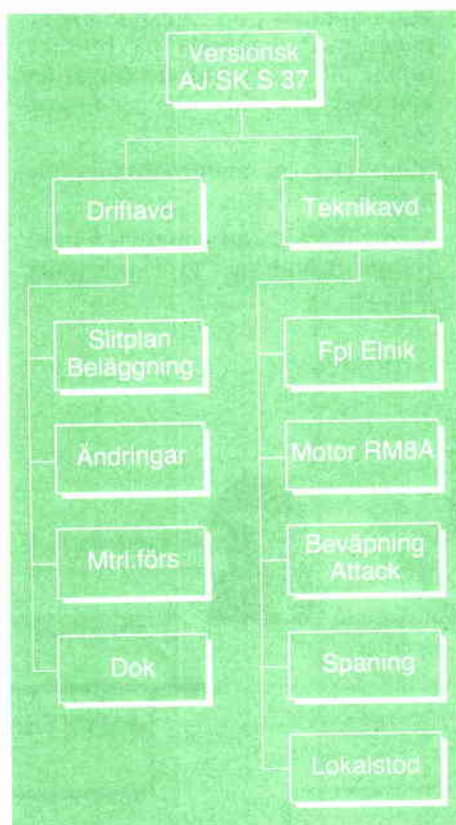 Versionsk
AJ SK S 37
Driftavd
Teknikavd
Slitplan
Beläggning
Ändringar
Mtrl.förs
Dok
Fpl Elnik
Motor RM8A
Beväpning
Attack
Spaning
Lokalstöd